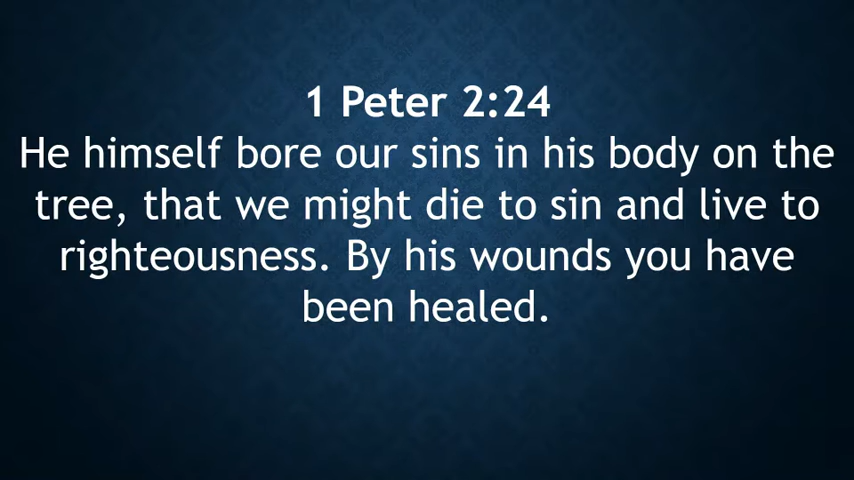 1 Peter 2:24
He himself bore our sins in his body on the
tree, that we might die to sin and live to
righteousness. By his wounds you have
been healed.